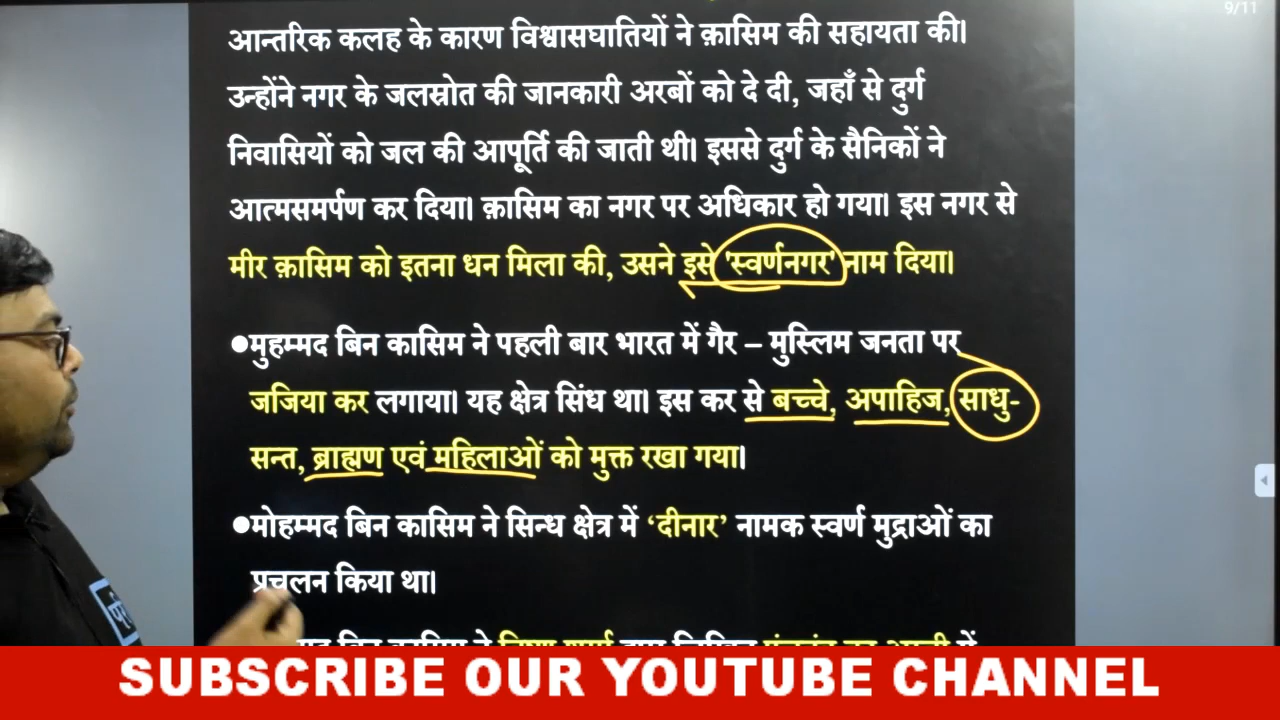 9/11
आन्तरिक कलह के कारण विश्वासघातियों ने क़ासिम की सहायता की।
उन्होंने नगर के जलस्रोत की जानकारी अरबों को दे दी, जहाँ से दुर्ग
निवासियों को जल की आपूर्ति की जाती थी। इससे दुर्ग के सैनिकों ने
आत्मसमर्पण कर दिया। क़ासिम का नगर पर अधिकार हो गया। इस नगर से
मीर क़ासिम को इतना धन मिला की, उसने इसे 'स्वर्णनगर' नाम दिया।
●मुहम्मद बिन कासिम ने पहली बार भारत में गैर – मुस्लिम जनता पर
जजिया कर लगाया। यह क्षेत्र सिंध था। इस कर से बच्चे, अपाहिज, साधु-
सन्त, ब्राह्मण एवं महिलाओं को मुक्त रखा गया।
●मोहम्मद बिन कासिम ने सिन्ध क्षेत्र में ‘दीनार’ नामक स्वर्ण मुद्राओं का
प्रचलन किया था।
SUBSCRIBE OUR YOUTUBE CHANNEL